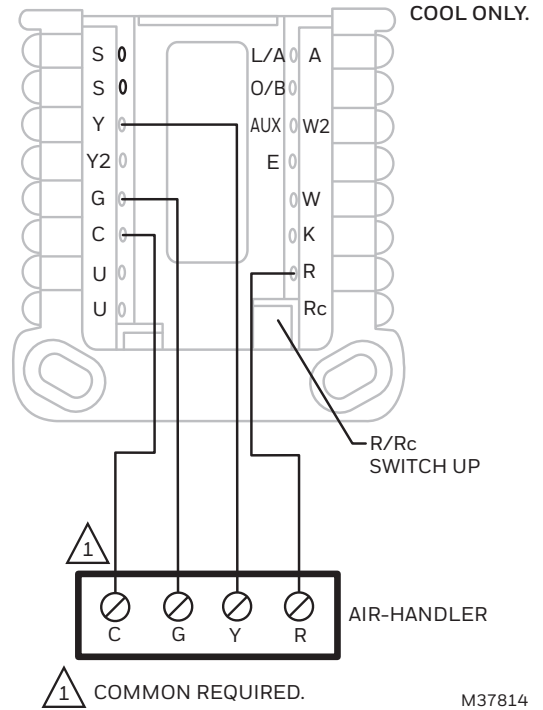 COOL ONLY.
S L/A A
S O/B
Y AUX W2
Y2 E
G W
C K
U R
U Rc
R/Rc
SWITCH UP
1
C G Y R
AIR-HANDLER
1 COMMON REQUIRED.
M37814